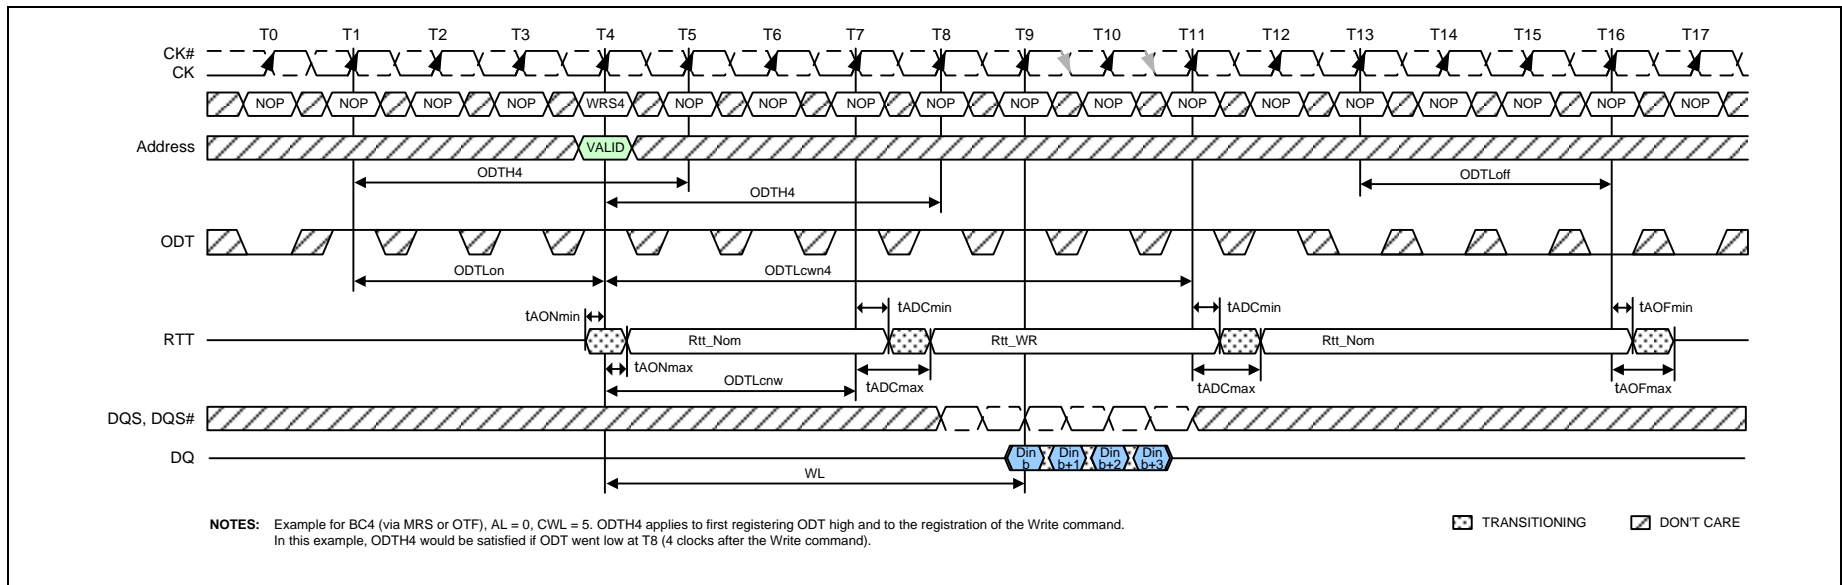 T0 T1 T2 T3 T4 T5 T6 T7 T8 T9 T10 T11 T12 T13 T14 T15 T16 T17
CK#
CK
NOP NOP NOP NOP WRS4 NOP NOP NOP NOP NOP NOP NOP NOP NOP NOP NOP NOP NOP
Address VALID
ODTH4 ODTLoff
ODTH4
ODT
ODTLon ODTLcwn4
tAONmin tADCmin tADCmin tAOFmin
RTT Rtt_Nom Rtt_WR Rtt_Nom
tAONmax ODTLcnw tADCmax tADCmax tAOFmax
DQS, DQS#
DQ Din b Din b+1 Din b+2 Din b+3
WL
NOTES: Example for BC4 (via MRS or OTF), AL = 0, CWL = 5. ODTH4 applies to first registering ODT high and to the registration of the Write command.
In this example, ODTH4 would be satisfied if ODT went low at T8 (4 clocks after the Write command).
TRANSITIONING DON'T CARE